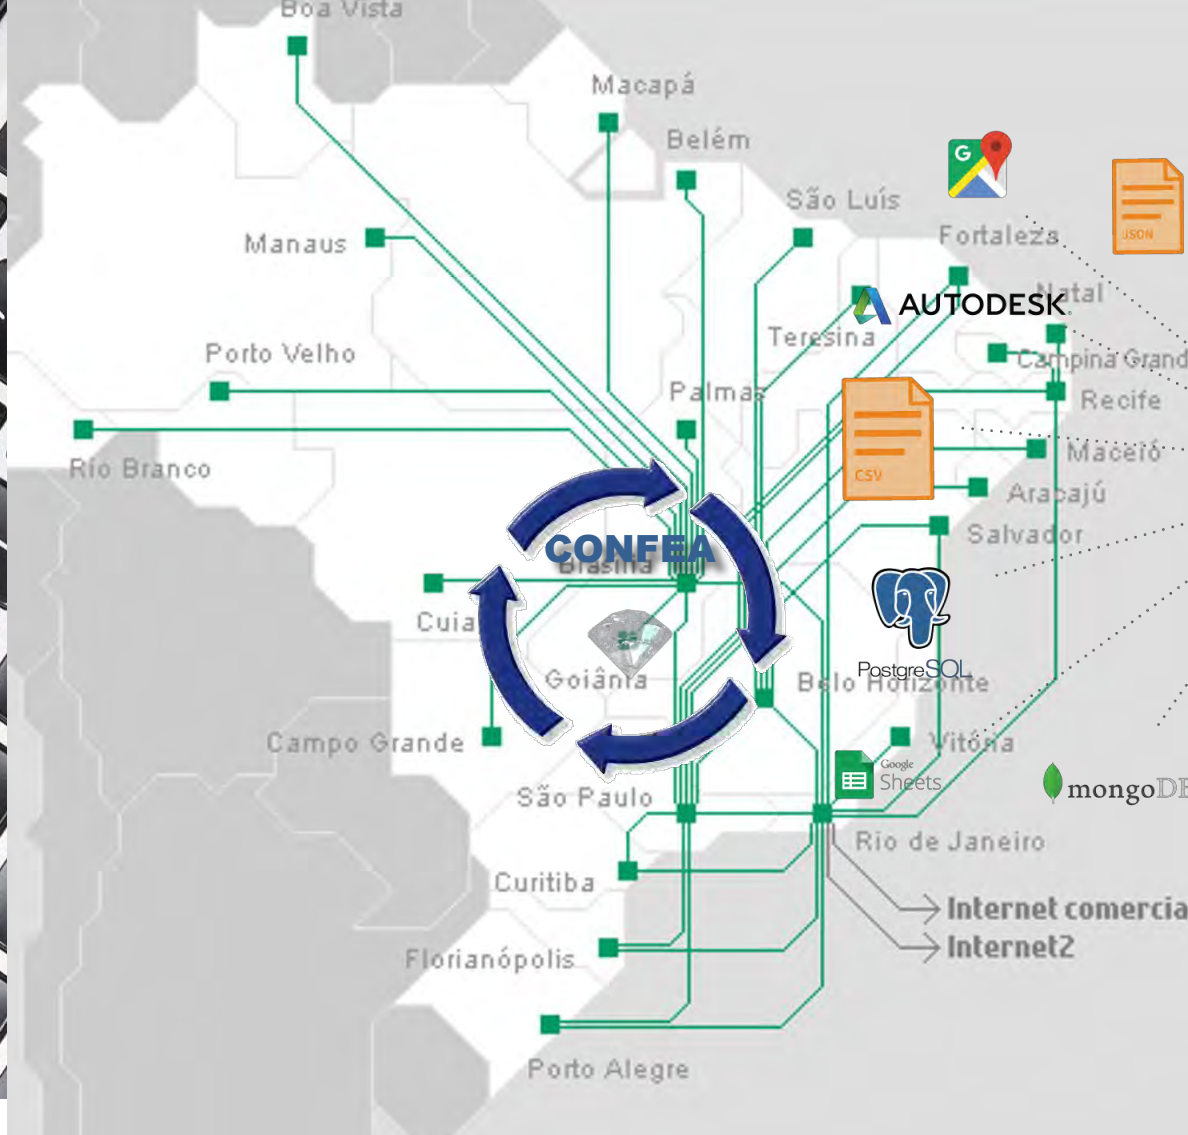 Boa Vista
Macapá
Belém
São Luís
G
JSON
Manaus
Fortaleza
Natal
AUTODESK
Teresina
Porto Velho
Campina Grand
Palmas
Recife
Rio Branco
Maceió
CSV
Aracajú
Salvador
CONFEA
Brasília
Cuia
PostgreSQL
Goiânia
Belo Horizonte
Campo Grande
Vitória
Google
Sheets
mongoDB
São Paulo
Rio de Janeiro
Curitiba
Internet comercia
Internet2
Florianópolis
Porto Alegre